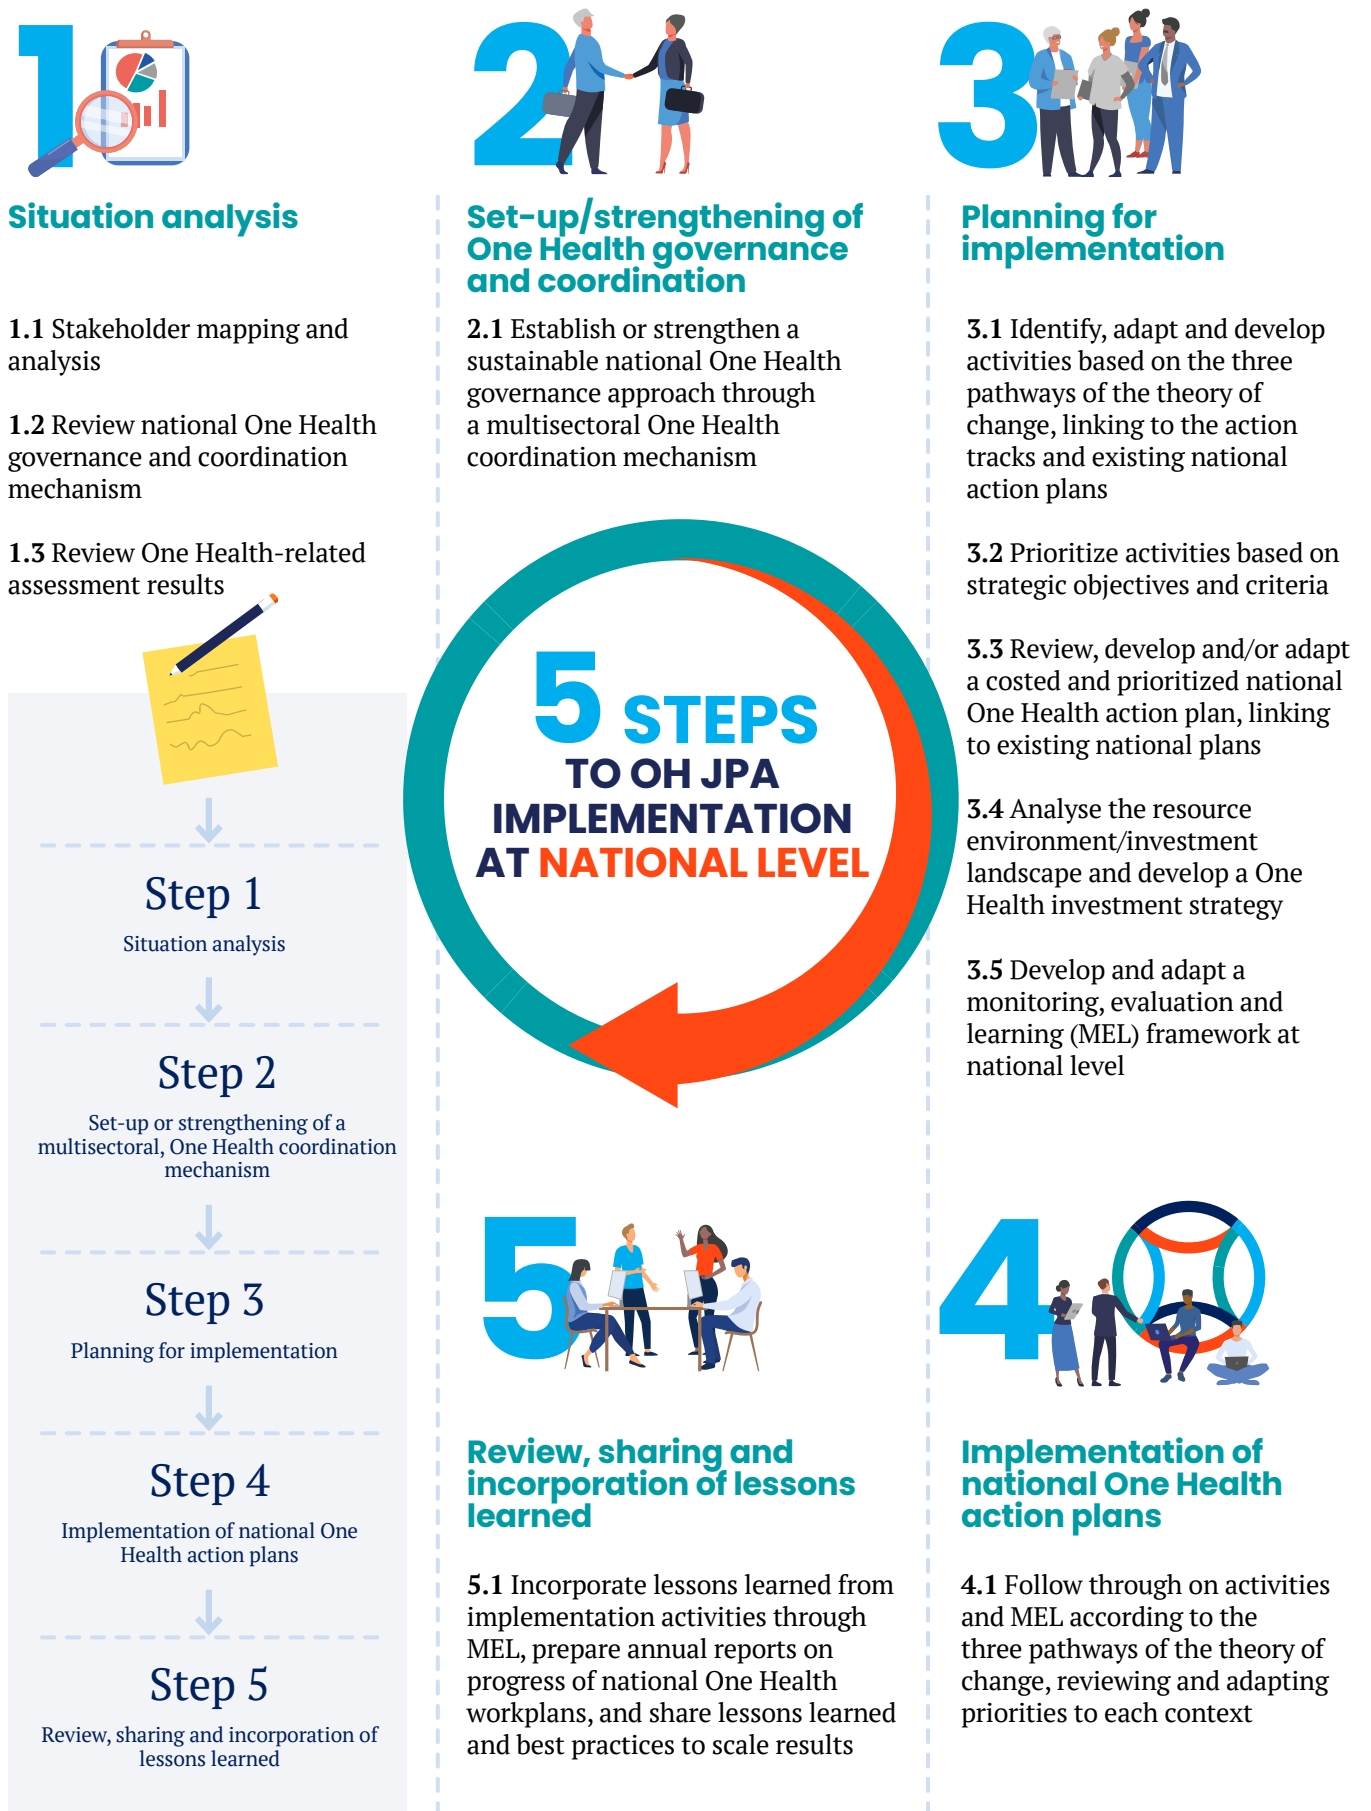 1
Situation analysis
1.1 Stakeholder mapping and
analysis
1.2 Review national One Health
governance and coordination
mechanism
1.3 Review One Health-related
assessment results
2
Set-up/strengthening of
One Health governance
and coordination
2.1 Establish or strengthen a
sustainable national One Health
governance approach through
a multisectoral One Health
coordination mechanism
3
Planning for
implementation
3.1 Identify, adapt and develop
activities based on the three
pathways of the theory of
change, linking to the action
tracks and existing national
action plans
3.2 Prioritize activities based on
strategic objectives and criteria
3.3 Review, develop and/or adapt
a costed and prioritized national
One Health action plan, linking
to existing national plans
3.4 Analyse the resource
environment/investment
landscape and develop a One
Health investment strategy
3.5 Develop and adapt a
monitoring, evaluation and
learning (MEL) framework at
national level
5 STEPS
TO OH JPA
IMPLEMENTATION
AT NATIONAL LEVEL
4
Implementation of
national One Health
action plans
4.1 Follow through on activities
and MEL according to the
three pathways of the theory of
change, reviewing and adapting
priorities to each context
5
Review, sharing and
incorporation of lessons
learned
5.1 Incorporate lessons learned from
implementation activities through
MEL, prepare annual reports on
progress of national One Health
workplans, and share lessons learned
and best practices to scale results
Step 1
Situation analysis
Step 2
Set-up or strengthening of a
multisectoral, One Health coordination
mechanism
Step 3
Planning for implementation
Step 4
Implementation of national One
Health action plans
Step 5
Review, sharing and incorporation of
lessons learned